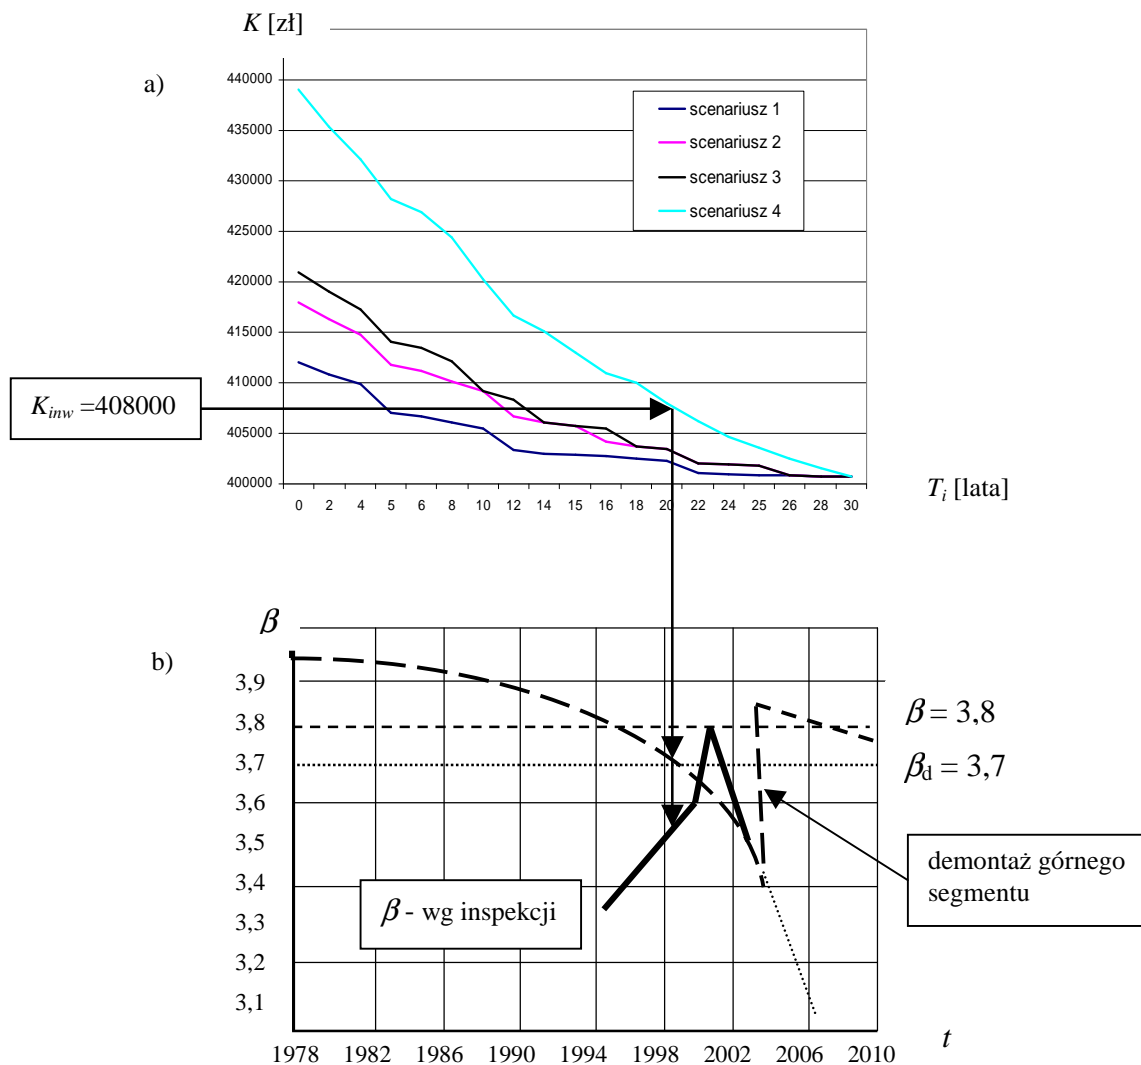 K [zł]
a)
440000
435000
430000
425000
420000
415000
410000
405000
400000
scenariusz 1
scenariusz 2
scenariusz 3
scenariusz 4
Kinw =408000
0 2 4 5 6 8 10 12 14 15 16 18 20 22 24 25 26 28 30
Ti [lata]
β
b)
3,9
3,8
3,7
3,6
3,5
3,4
3,3
3,2
3,1
β = 3,8
βd = 3,7
demontaż górnego
segmentu
β - wg inspekcji
t
1978 1982 1986 1990 1994 1998 2002 2006 2010